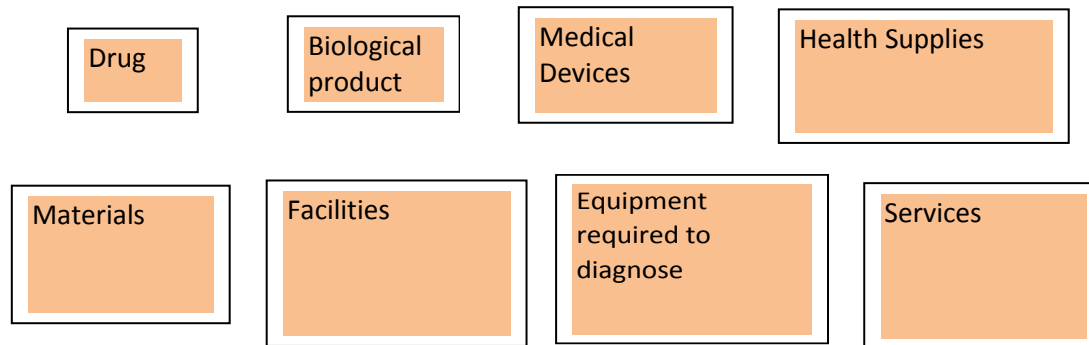 Drug
Biological
product
Medical
Devices
Health Supplies
Materials
Facilities
Equipment
required to
diagnose
Services